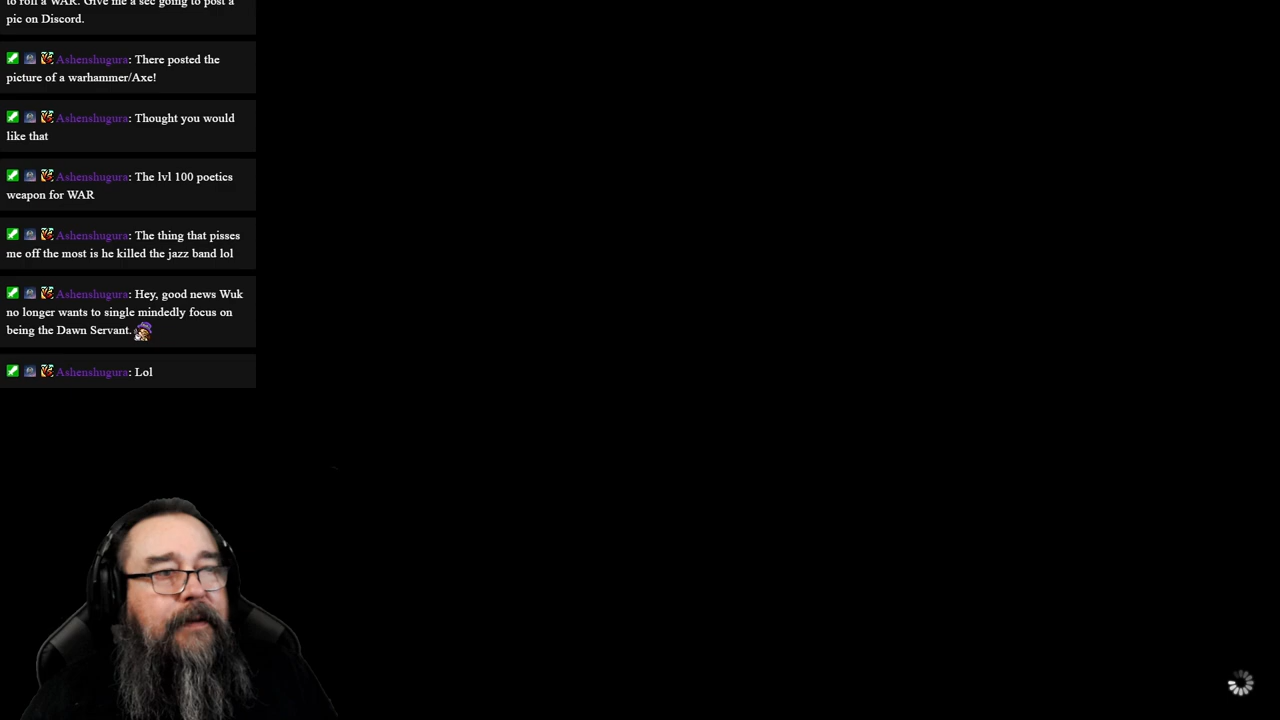 to roll a WAR. Give me a sec going to post a
pic on Discord.
Ashenshugura: There posted the
picture of a warhammer/Axe!
Ashenshugura: Thought you would
like that
Ashenshugura: The lvl 100 poetics
weapon for WAR
Ashenshugura: The thing that pisses
me off the most is he killed the jazz band lol
Ashenshugura: Hey, good news Wuk
no longer wants to single mindedly focus on
being the Dawn Servant.
Ashenshugura: Lol